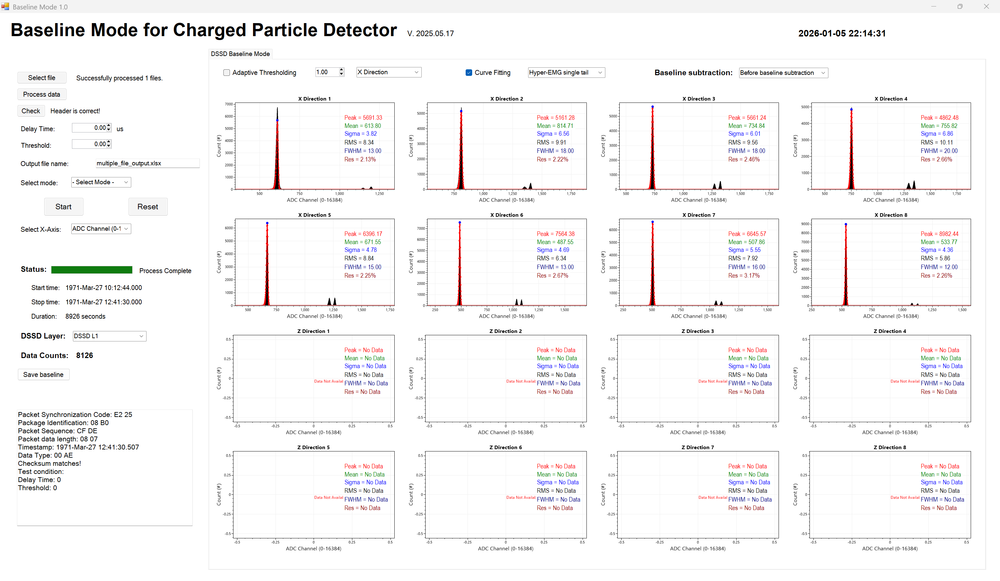 Baseline Mode 1.0
Baseline Mode for Charged Particle Detector V. 2025.05.17
2026-01-05 22:14:31
Select file Successfully processed 1 files.
Process data
Check Header is correct!
Delay Time: 0.00 us
Threshold: 0.00
Output file name: multiple_file_output.xlsx
Select mode: - Select Mode -
Start Reset
Select X-Axis: ADC Channel (0-1
Status: Process Complete
Start time: 1971-Mar-27 10:12:44.000
Stop time: 1971-Mar-27 12:41:30.000
Duration: 8926 seconds
DSSD Layer: DSSD L1
Data Counts: 8126
Save baseline
Packet Synchronization Code: E2 25
Package Identification: 08 B0
Packet Sequence: CF DE
Packet data length: 08 07
Timestamp: 1971-Mar-27 12:41:30.507
Data Type: 00 AE
Checksum matches!
Test condition:
Delay Time: 0
Threshold: 0
DSSD Baseline Mode
Adaptive Thresholding 1.00 X Direction Curve Fitting Hyper-EMG single tail Baseline subtraction: Before baseline subtraction
X Direction 1
Count (#)
7000
6000
5000
4000
3000
2000
1000
0
Peak = 5691.33
Mean = 613.80
Sigma = 3.82
RMS = 8.34
FWHM = 13.00
Res = 2.13%
500 750 1,000 1,250
ADC Channel (0-16384)
X Direction 2
Count (#)
5000
4000
3000
2000
1000
0
Peak = 5161.28
Mean = 814.71
Sigma = 6.56
RMS = 9.91
FWHM = 18.00
Res = 2.22%
750 1,000 1,250 1,500 1,750
ADC Channel (0-16384)
X Direction 3
Count (#)
5000
4000
3000
2000
1000
0
Peak = 5661.24
Mean = 734.84
Sigma = 6.01
RMS = 9.56
FWHM = 18.00
Res = 2.46%
500 750 1,000 1,250 1,500 1,750
ADC Channel (0-16384)
X Direction 4
Count (#)
5000
4000
3000
2000
1000
0
Peak = 4862.48
Mean = 755.82
Sigma = 6.86
RMS = 10.11
FWHM = 20.00
Res = 2.66%
500 750 1,000 1,250 1,500 1,750
ADC Channel (0-16384)
X Direction 5
Count (#)
6000
5000
4000
3000
2000
1000
0
Peak = 6396.17
Mean = 671.55
Sigma = 4.78
RMS = 8.84
FWHM = 15.00
Res = 2.25%
500 750 1,000 1,250 1,500 1,750
ADC Channel (0-16384)
X Direction 6
Count (#)
7000
6000
5000
4000
3000
2000
1000
0
Peak = 7564.38
Mean = 487.55
Sigma = 4.69
RMS = 6.34
FWHM = 13.00
Res = 2.67%
250 500 750 1,000 1,250 1,500
ADC Channel (0-16384)
X Direction 7
Count (#)
6000
5000
4000
3000
2000
1000
0
Peak = 6645.57
Mean = 507.86
Sigma = 5.55
RMS = 7.92
FWHM = 16.00
Res = 3.17%
250 500 750 1,000 1,250 1,500
ADC Channel (0-16384)
X Direction 8
Count (#)
9000
8000
7000
6000
5000
4000
3000
2000
1000
0
Peak = 8982.44
Mean = 533.77
Sigma = 4.36
RMS = 5.86
FWHM = 12.00
Res = 2.26%
250 500 750 1,000 1,250 1,500
ADC Channel (0-16384)
Z Direction 1
Count (#)
0.5
0.25
0
-0.25
-0.5
Data Not Availab
Peak = No Data
Mean = No Data
Sigma = No Data
RMS = No Data
FWHM = No Data
Res = No Data
-0.5 -0.25 0 0.25 0.5
ADC Channel (0-16384)
Z Direction 2
Count (#)
0.5
0.25
0
-0.25
-0.5
Data Not Availab
Peak = No Data
Mean = No Data
Sigma = No Data
RMS = No Data
FWHM = No Data
Res = No Data
-0.5 -0.25 0 0.25 0.5
ADC Channel (0-16384)
Z Direction 3
Count (#)
0.5
0.25
0
-0.25
-0.5
Data Not Availal
Peak = No Data
Mean = No Data
Sigma = No Data
RMS = No Data
FWHM = No Data
Res = No Data
-0.5 -0.25 0 0.25 0.5
ADC Channel (0-16384)
Z Direction 4
Count (#)
0.5
0.25
0
-0.25
-0.5
Data Not Availal
Peak = No Data
Mean = No Data
Sigma = No Data
RMS = No Data
FWHM = No Data
Res = No Data
-0.5 -0.25 0 0.25 0.5
ADC Channel (0-16384)
Z Direction 5
Count (#)
0.5
0.25
0
-0.25
-0.5
Data Not Availab
Peak = No Data
Mean = No Data
Sigma = No Data
RMS = No Data
FWHM = No Data
Res = No Data
-0.5 -0.25 0 0.25 0.5
ADC Channel (0-16384)
Z Direction 6
Count (#)
0.5
0.25
0
-0.25
-0.5
Data Not Availab
Peak = No Data
Mean = No Data
Sigma = No Data
RMS = No Data
FWHM = No Data
Res = No Data
-0.5 -0.25 0 0.25 0.5
ADC Channel (0-16384)
Z Direction 7
Count (#)
0.5
0.25
0
-0.25
-0.5
Data Not Availal
Peak = No Data
Mean = No Data
Sigma = No Data
RMS = No Data
FWHM = No Data
Res = No Data
-0.5 -0.25 0 0.25 0.5
ADC Channel (0-16384)
Z Direction 8
Count (#)
0.5
0.25
0
-0.25
-0.5
Data Not Availal
Peak = No Data
Mean = No Data
Sigma = No Data
RMS = No Data
FWHM = No Data
Res = No Data
-0.5 -0.25 0 0.25 0.5
ADC Channel (0-16384)